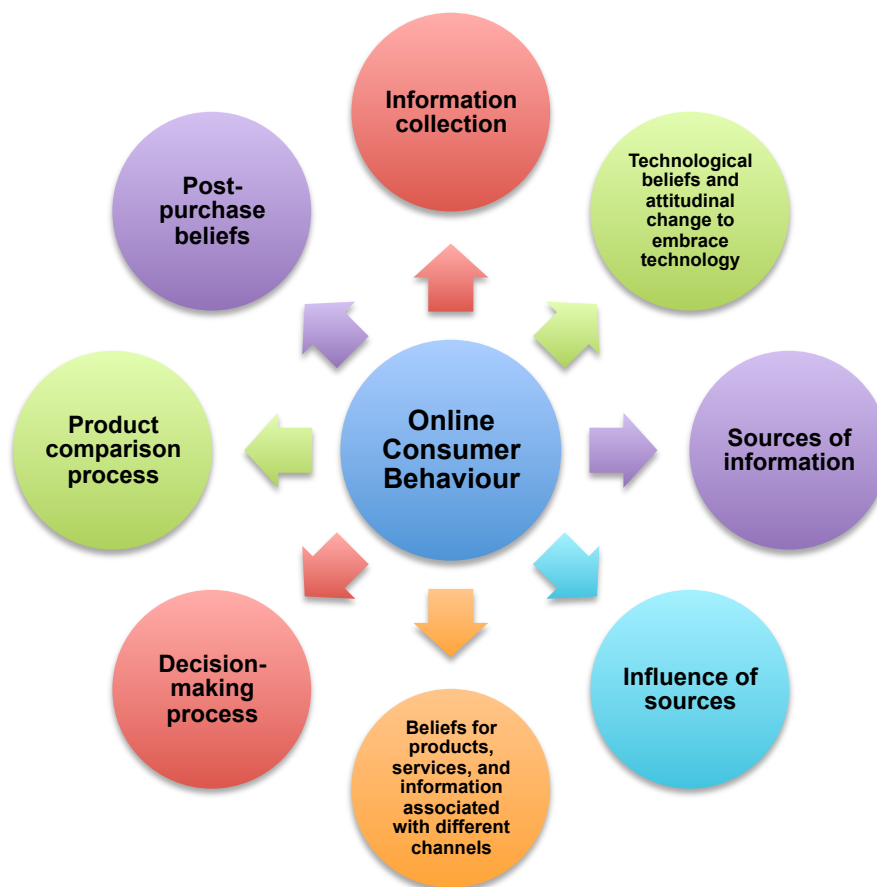 Information
collection
Technological
beliefs and
attitudinal
change to
embrace
technology
Sources of
information
Influence of
sources
Beliefs for
products,
services, and
information
associated
with different
channels
Decision-
making
process
Product
comparison
process
Post-
purchase
beliefs
Online
Consumer
Behaviour